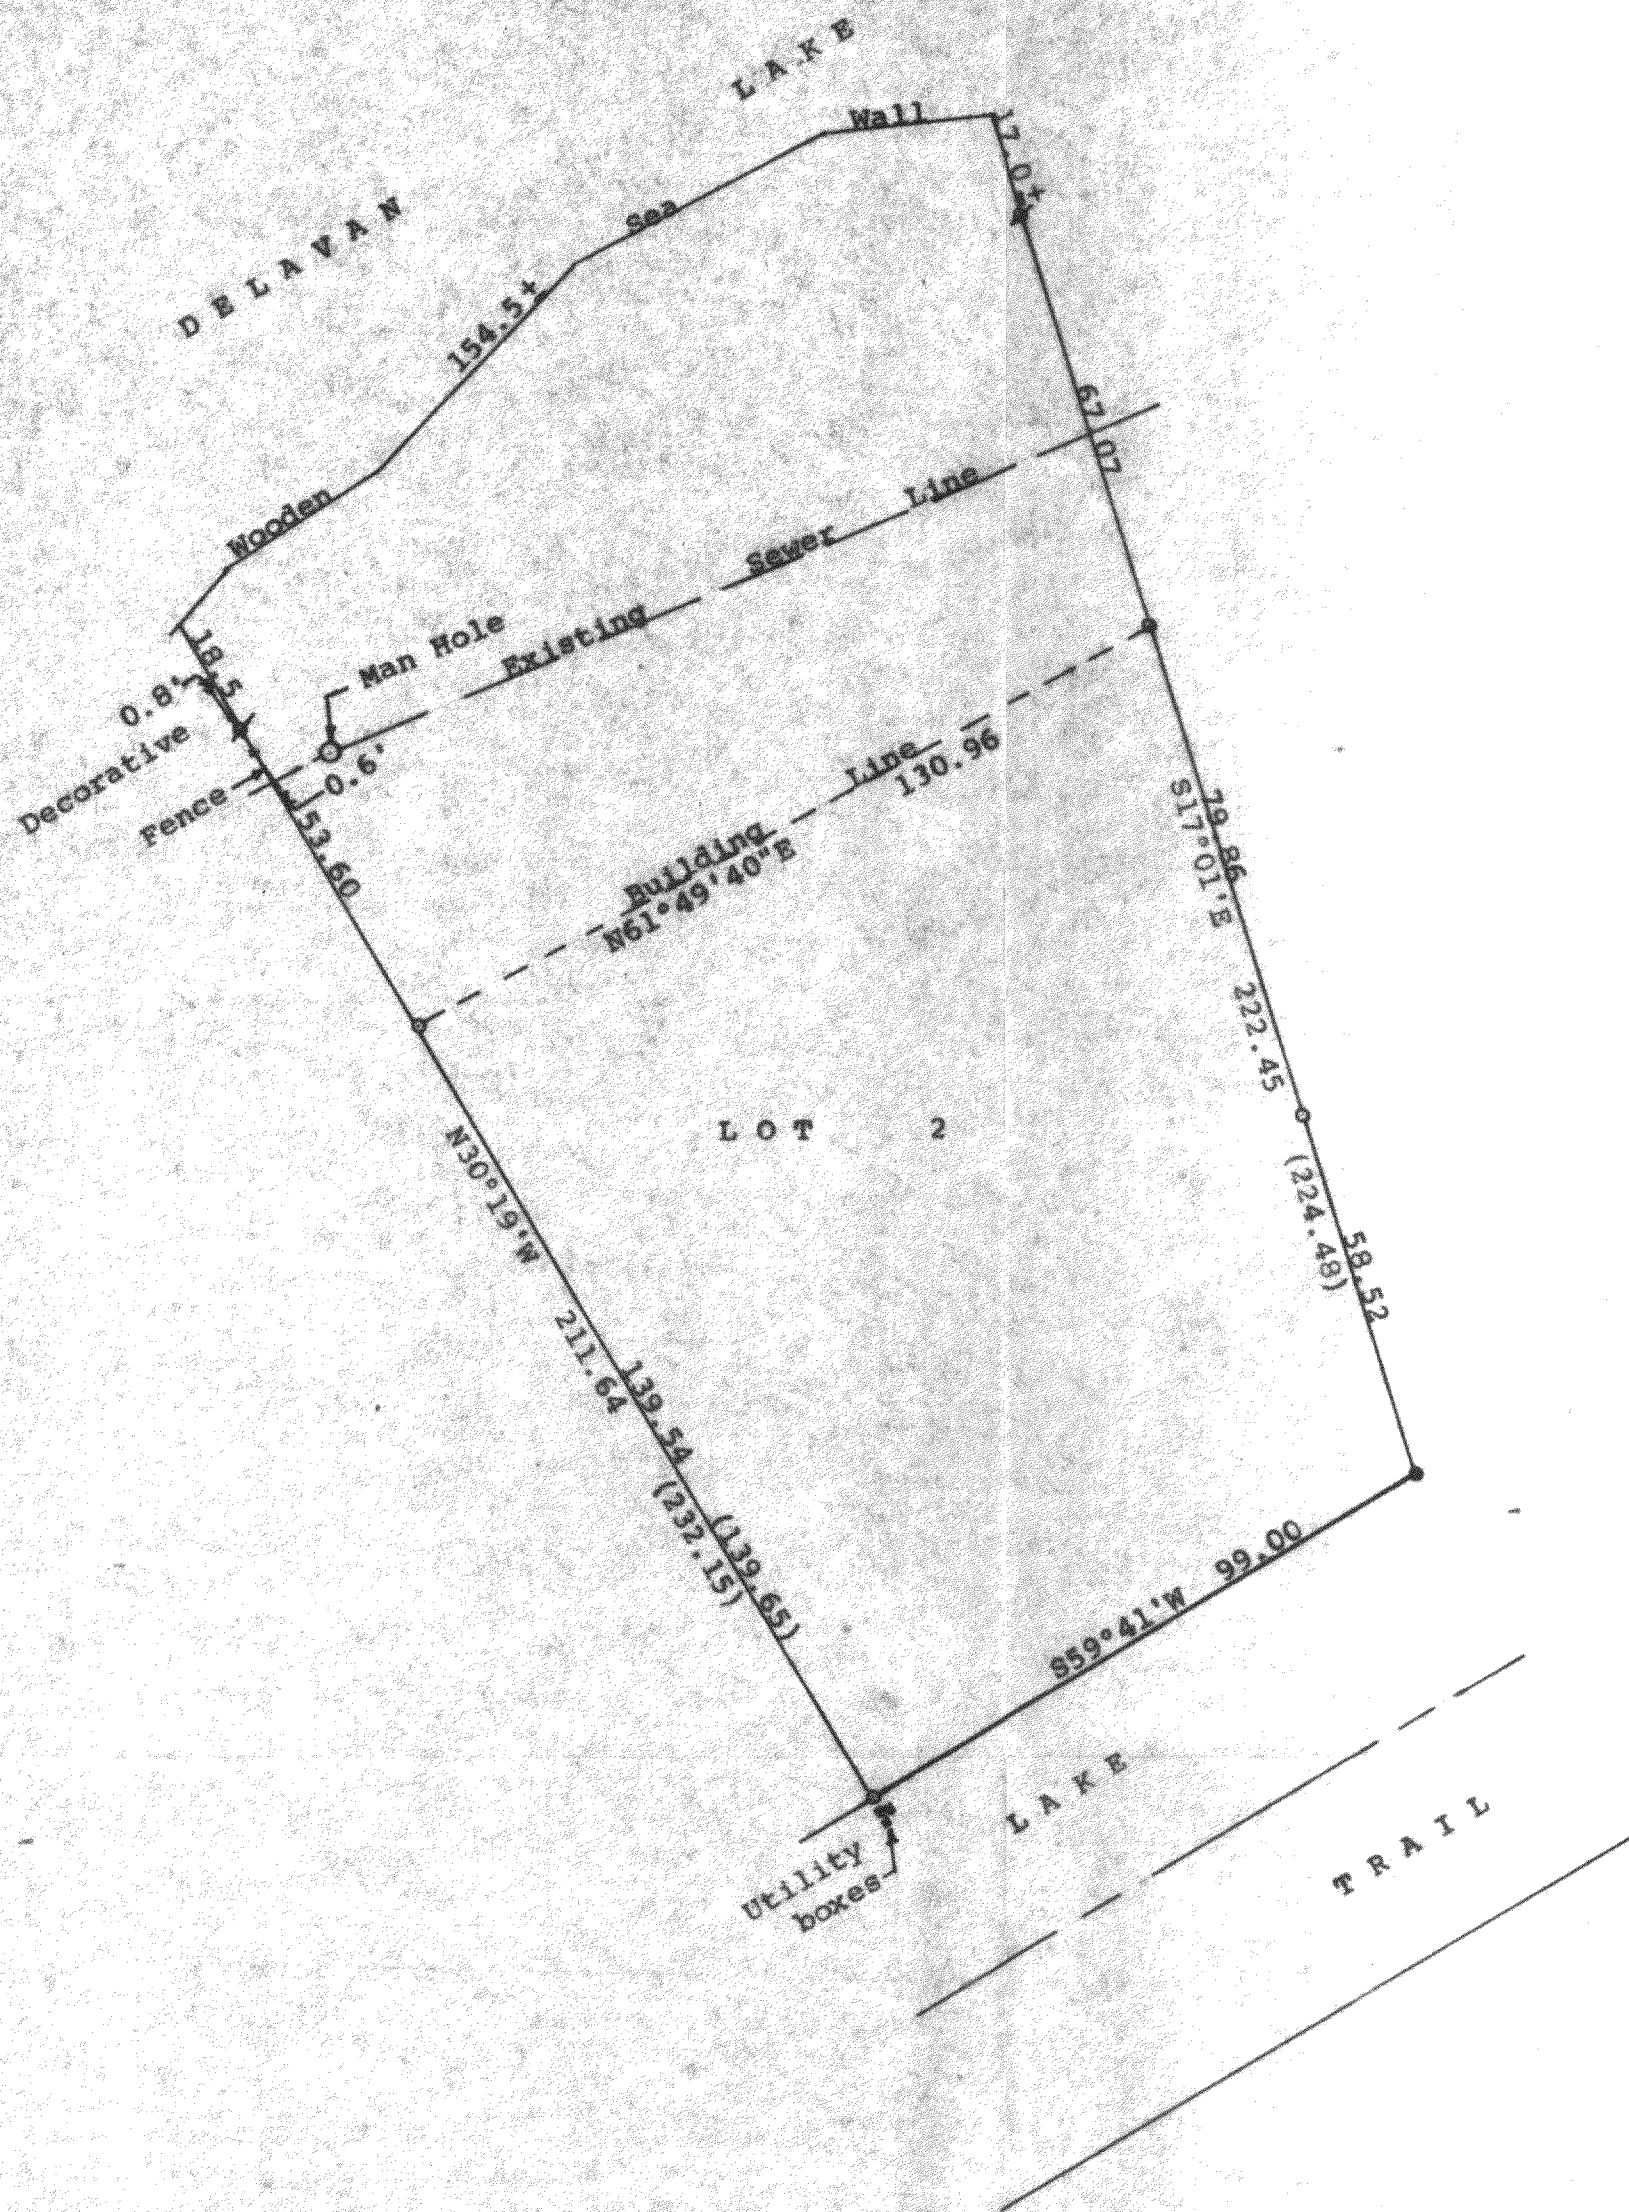 LAKE
DELAVAN
Wooden Sea Wall
154.5±
17.0±
67.07
18.5
0.8'
Decorative
Fence
Man Hole
Existing Sewer Line
0.6'
53.60
Building Line
N61°49'40"E 130.96
79.86
S17°01'E 222.45
(224.48)
58.52
LOT 2
N30°19'W 211.64
139.54
(232.15)
(139.65)
S59°41'W 99.00
Utility
boxes
LAKE
TRAIL